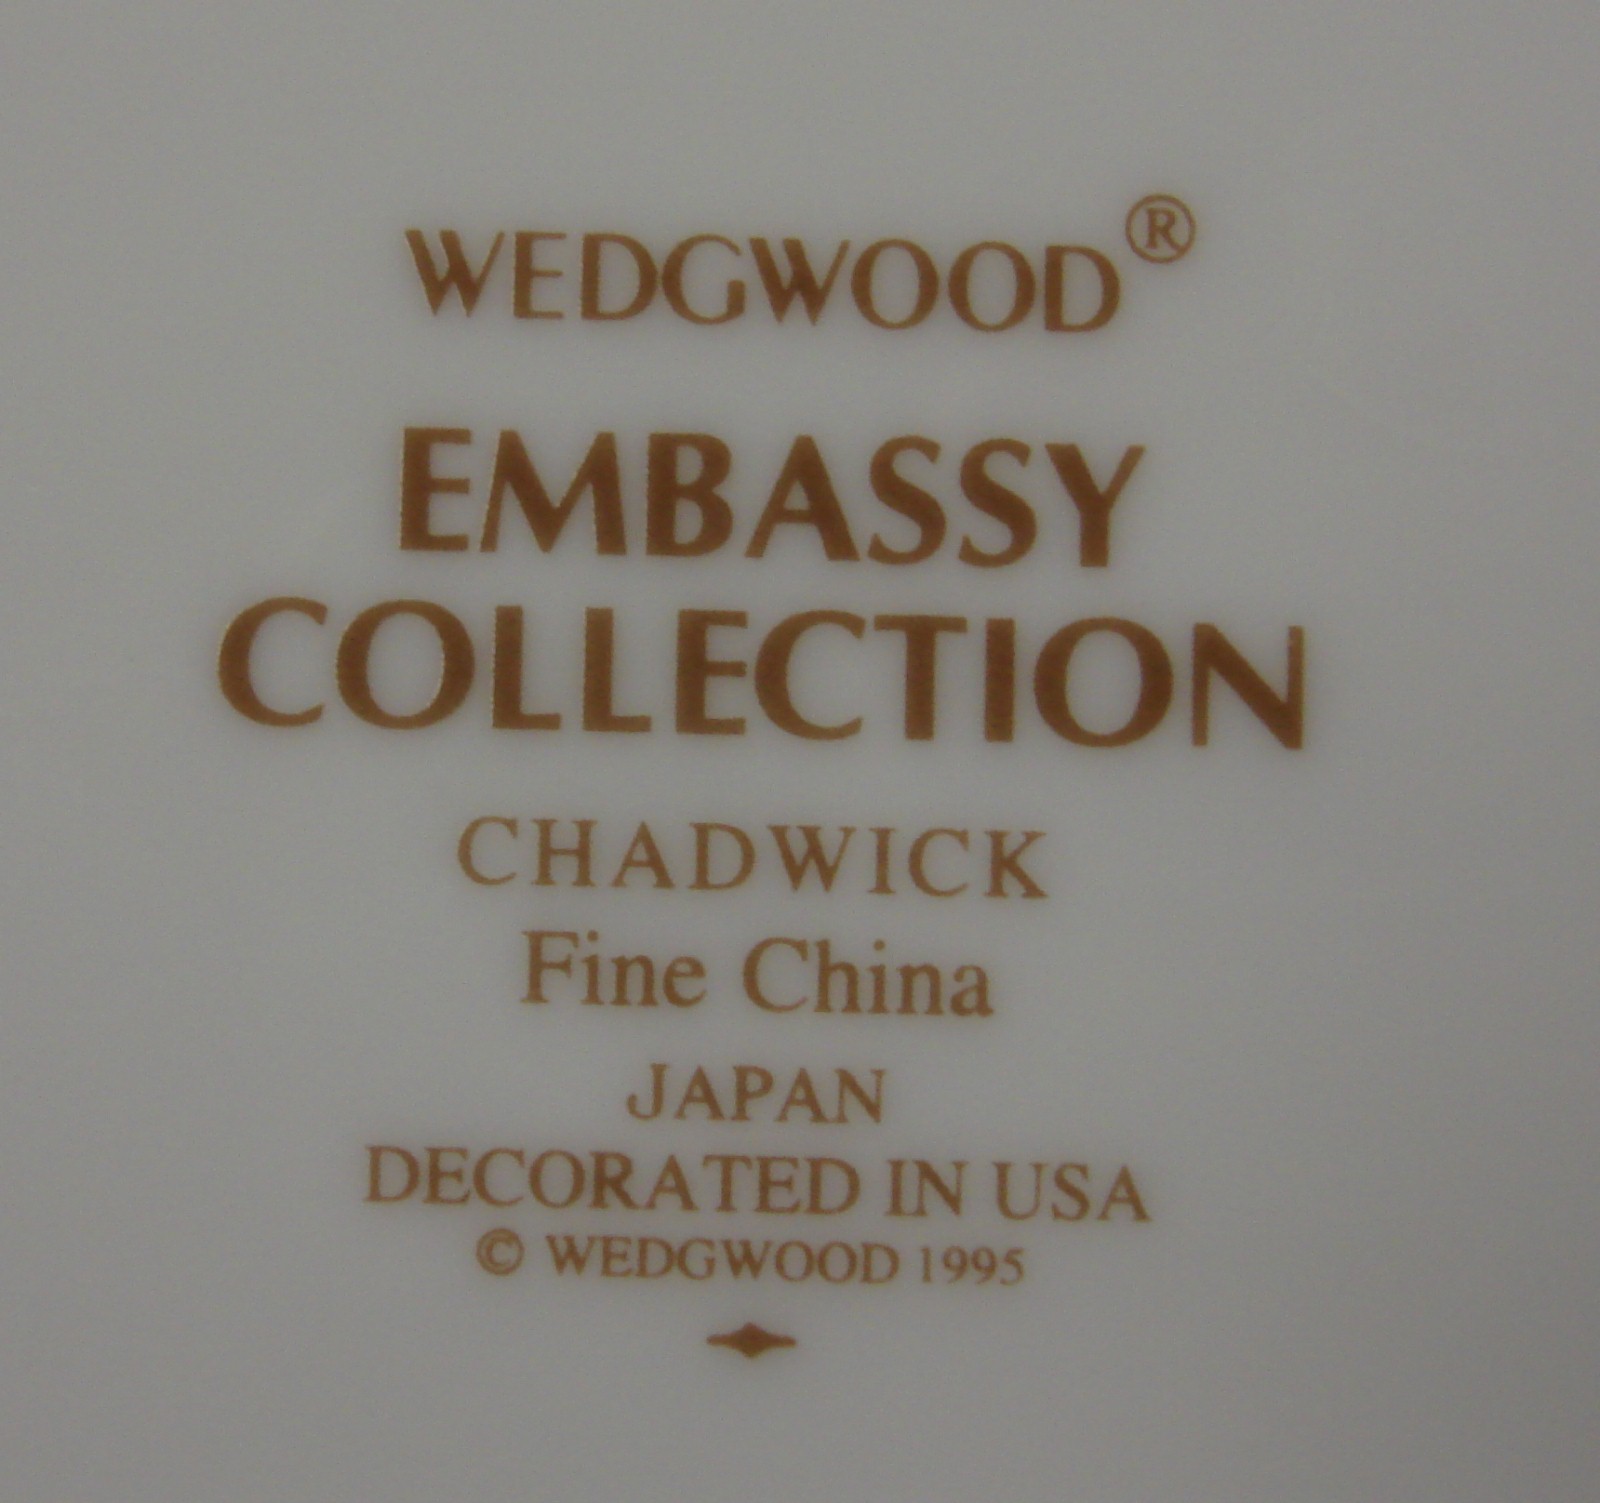 WEDGWOOD®
EMBASSY
COLLECTION
CHADWICK
Fine China
JAPAN
DECORATED IN USA
© WEDGWOOD 1995